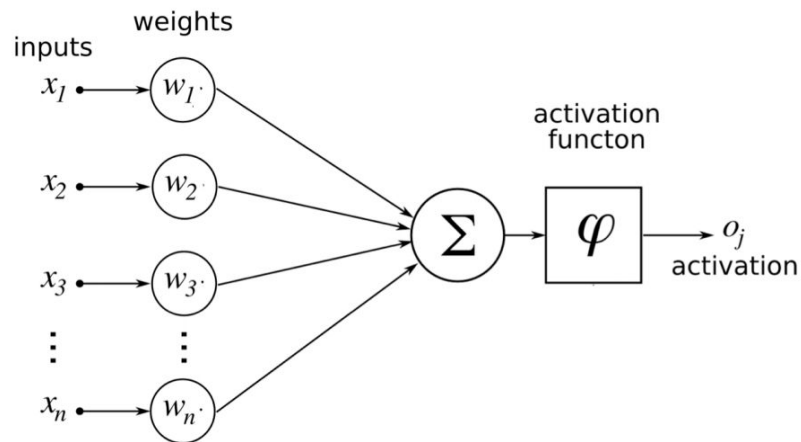 weights
inputs
x1 w1
activation
functon
x2 w2
Σ φ oj
activation
x3 w3
⋮ ⋮
xn wn